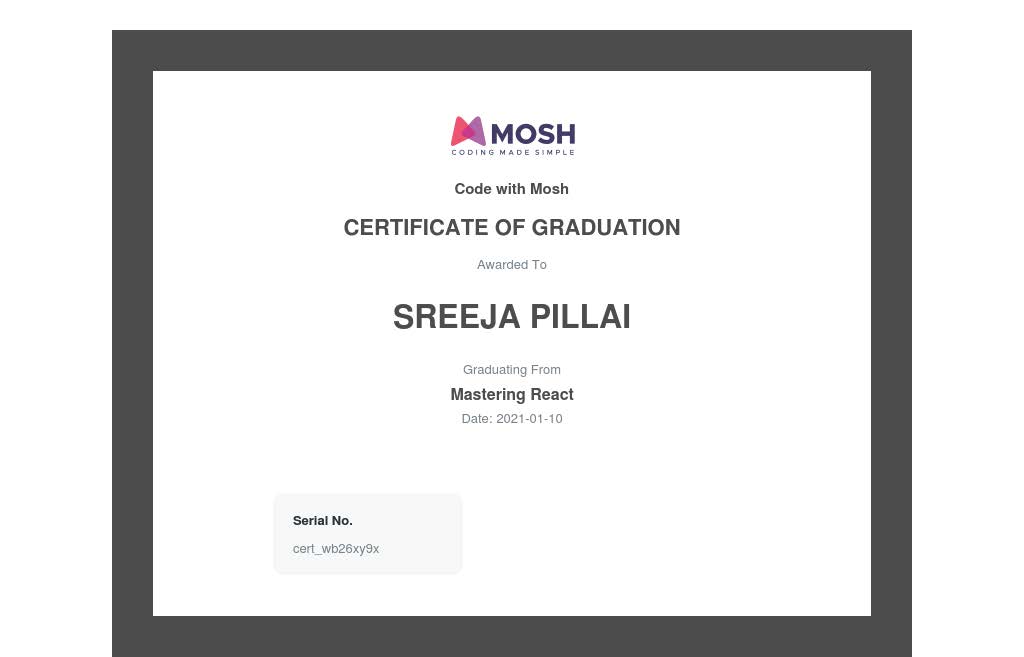 MOSH
CODING MADE SIMPLE
Code with Mosh
CERTIFICATE OF GRADUATION
Awarded To
SREEJA PILLAI
Graduating From
Mastering React
Date: 2021-01-10
Serial No.
cert_wb26xy9x